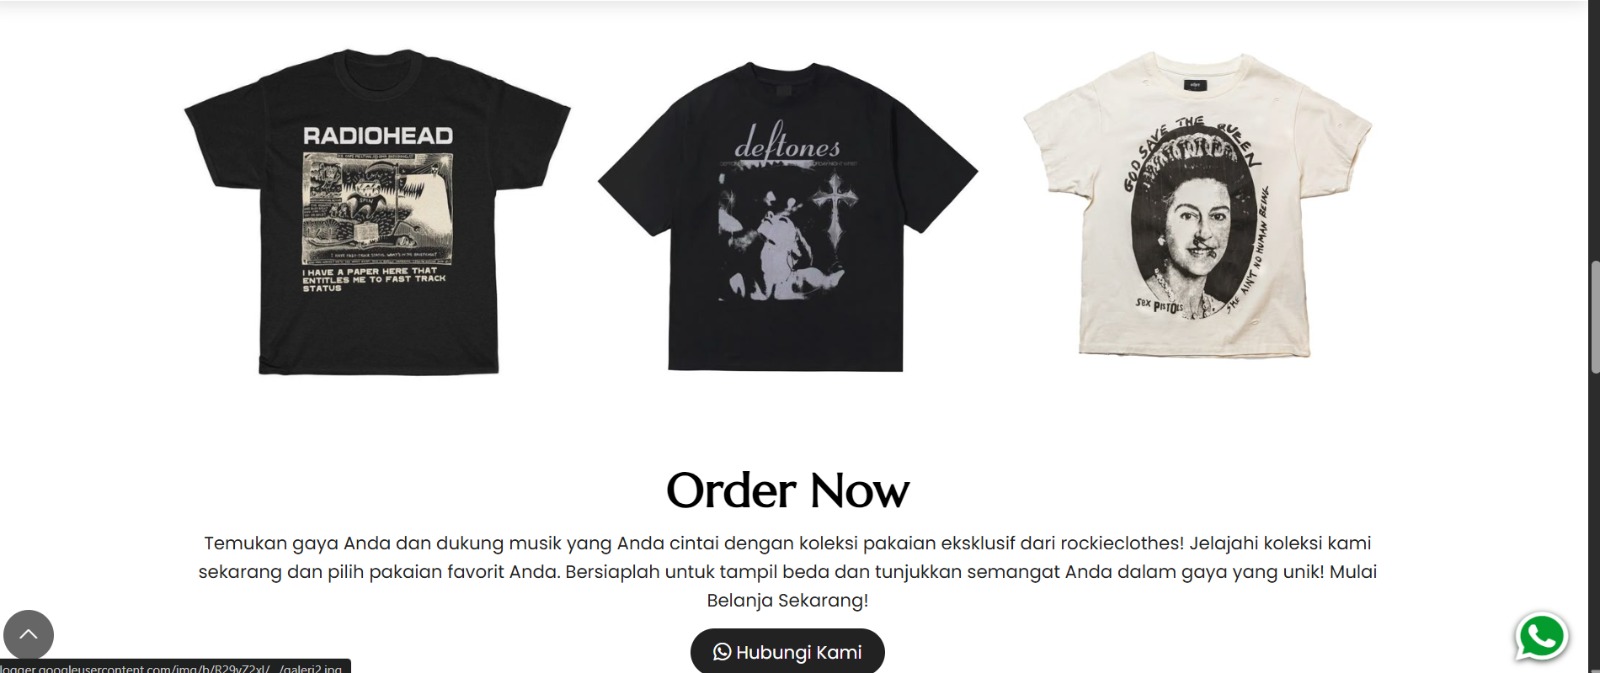 RADIOHEAD
I HAVE A PAPER HERE THAT
ENTITLES ME TO FAST TRACK
STATUS
deftones
GOD SAVE THE QUEEN
SHE AIN'T NO HUMAN BEING
SEX PISTOLS
Order Now
Temukan gaya Anda dan dukung musik yang Anda cintai dengan koleksi pakaian eksklusif dari rockieclothes! Jelajahi koleksi kami
sekarang dan pilih pakaian favorit Anda. Bersiaplah untuk tampil beda dan tunjukkan semangat Anda dalam gaya yang unik! Mulai
Belanja Sekarang!
Hubungi Kami
logger.googleusercontent.com/img/b/R29vZ2xl/.../galeri2.jpg